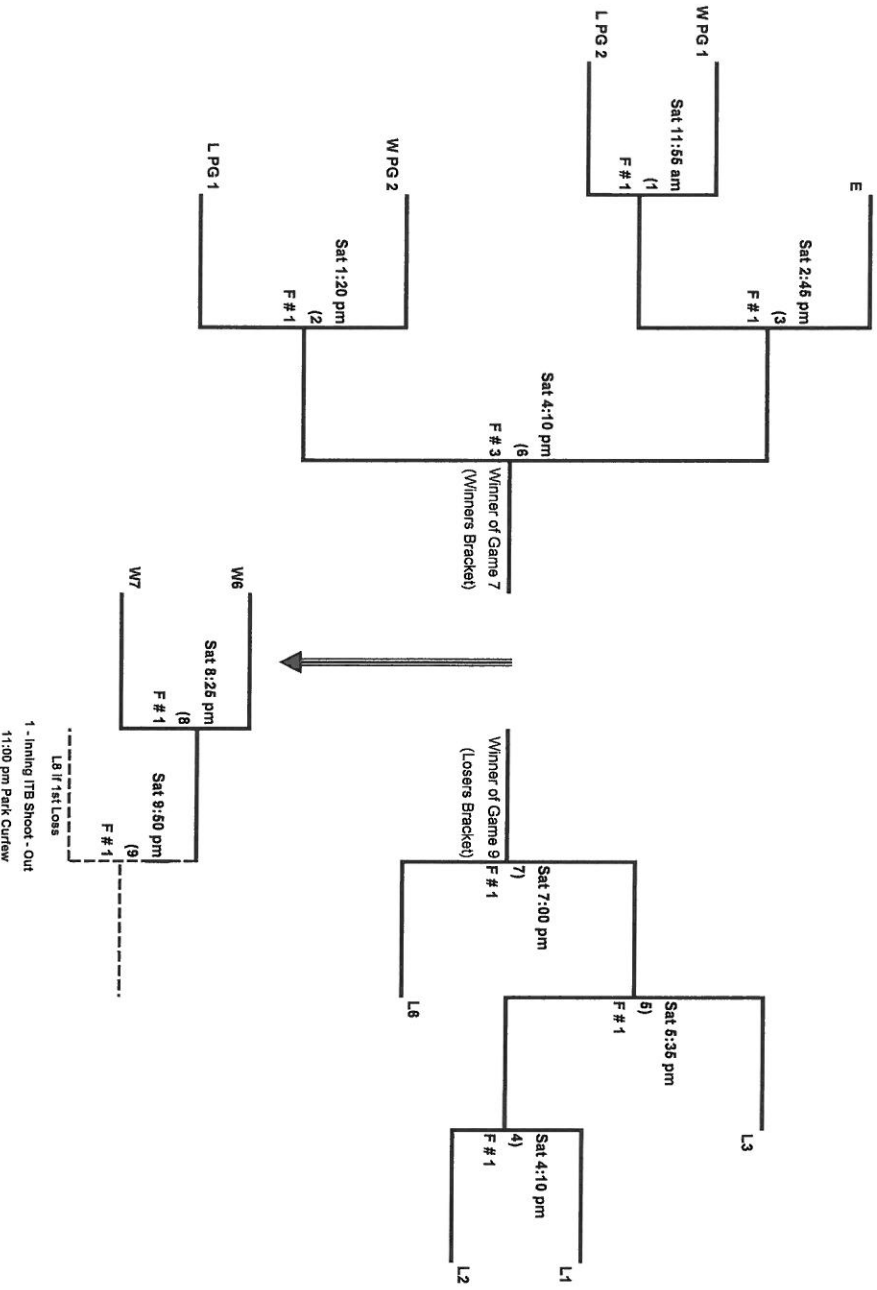 E
Sat 2:45 pm
(3
F # 1
W PG 1
Sat 11:55 am
(1
F # 1
L PG 2
Sat 4:10 pm
(6
F # 3
Winner of Game 7
(Winners Bracket)
W PG 2
Sat 1:20 pm
(2
F # 1
L PG 1
L3
Sat 5:35 pm
5)
F # 1
L1
Sat 4:10 pm
4)
F # 1
L2
Sat 7:00 pm
7)
Winner of Game 9
F # 1
(Losers Bracket)
L6
W6
Sat 8:25 pm
(8
F # 1
W7
Sat 9:50 pm
(9
F # 1
L8 if 1st Loss
1 - Inning ITB Shoot - Out
11:00 pm Park Curfew